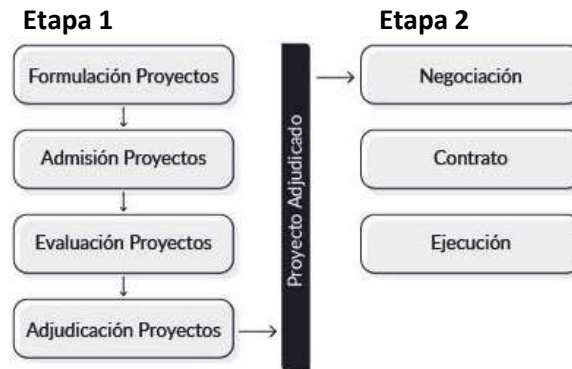 Etapa 1
Formulación Proyectos
Admisión Proyectos
Evaluación Proyectos
Adjudicación Proyectos
Proyecto Adjudicado
Etapa 2
Negociación
Contrato
Ejecución